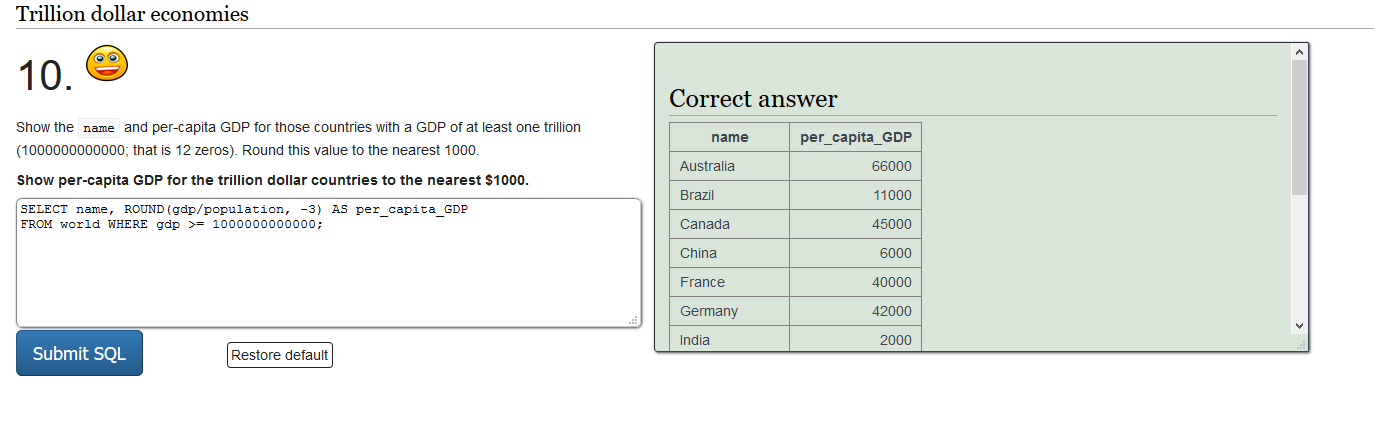 Trillion dollar economies
10.
Show the name and per-capita GDP for those countries with a GDP of at least one trillion
(1000000000000; that is 12 zeros). Round this value to the nearest 1000.
Show per-capita GDP for the trillion dollar countries to the nearest $1000.
SELECT name, ROUND(gdp/population, -3) AS per_capita_GDP
FROM world WHERE gdp >= 1000000000000;
Submit SQL
Restore default
Correct answer
name per_capita_GDP
Australia 66000
Brazil 11000
Canada 45000
China 6000
France 40000
Germany 42000
India 2000